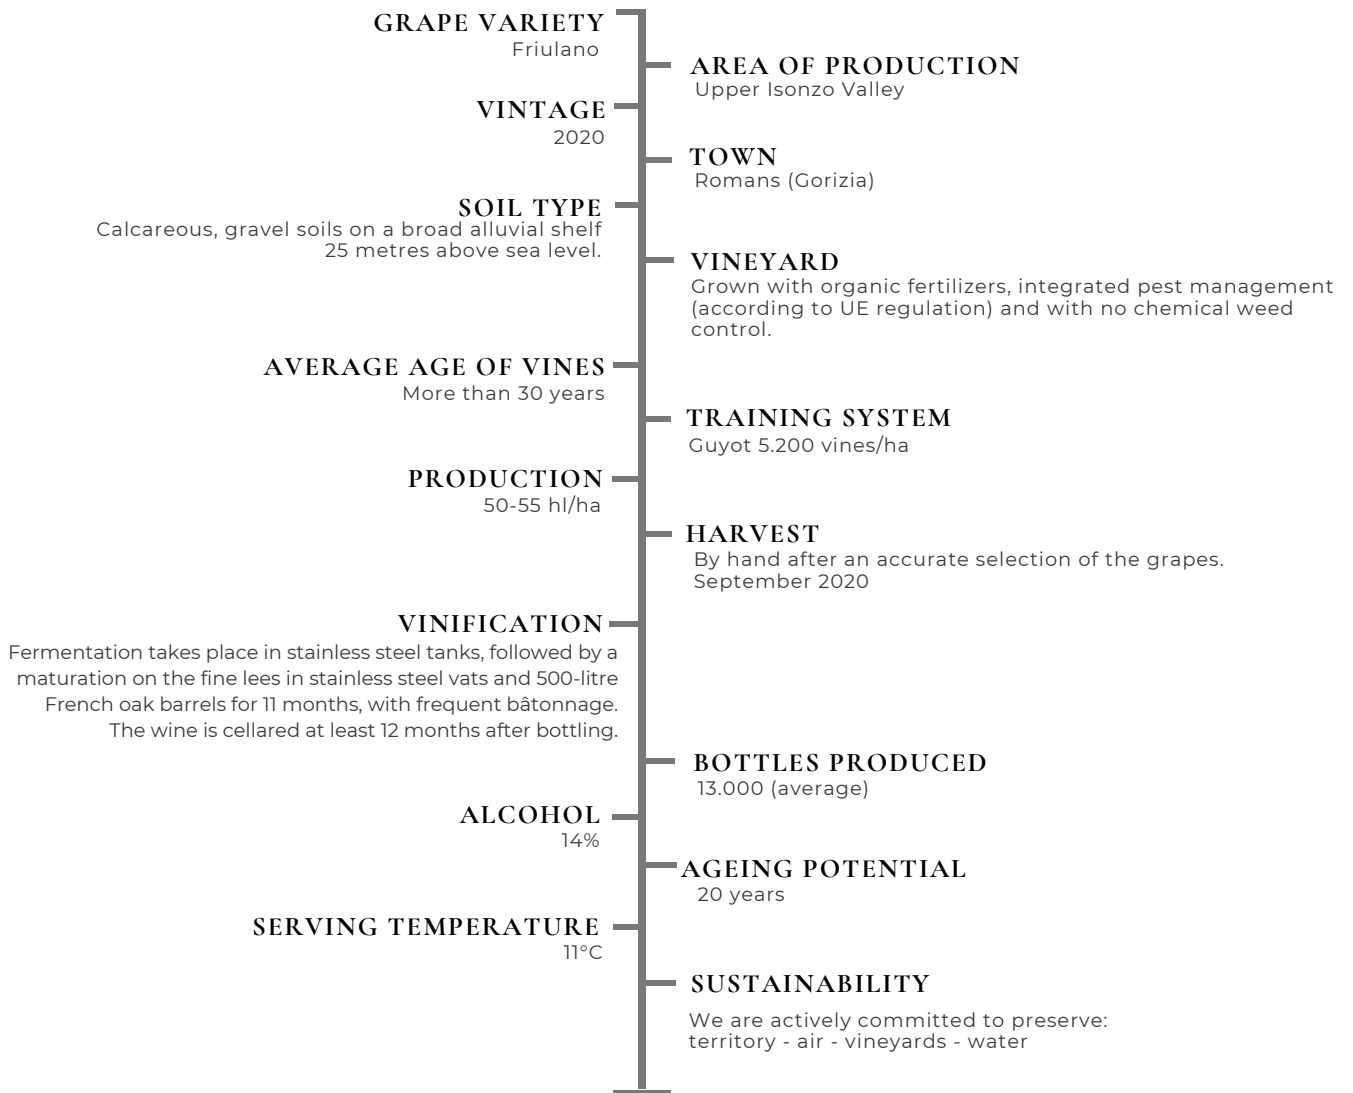 GRAPE VARIETY
Friulano
AREA OF PRODUCTION
Upper Isonzo Valley
VINTAGE
2020
TOWN
Romans (Gorizia)
SOIL TYPE
Calcareous, gravel soils on a broad alluvial shelf
25 metres above sea level.
VINEYARD
Grown with organic fertilizers, integrated pest management
(according to UE regulation) and with no chemical weed
control.
AVERAGE AGE OF VINES
More than 30 years
TRAINING SYSTEM
Guyot 5.200 vines/ha
PRODUCTION
50-55 hl/ha
HARVEST
By hand after an accurate selection of the grapes.
September 2020
VINIFICATION
Fermentation takes place in stainless steel tanks, followed by a
maturation on the fine lees in stainless steel vats and 500-litre
French oak barrels for 11 months, with frequent bâtonnage.
The wine is cellared at least 12 months after bottling.
BOTTLES PRODUCED
13.000 (average)
ALCOHOL
14%
AGEING POTENTIAL
20 years
SERVING TEMPERATURE
11°C
SUSTAINABILITY
We are actively committed to preserve:
territory - air - vineyards - water